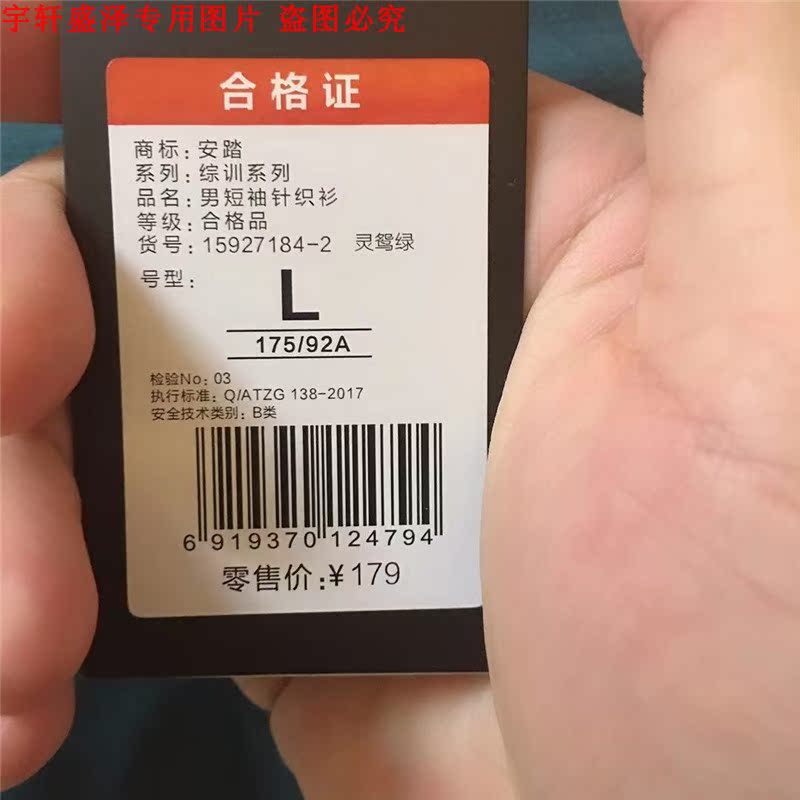 宇轩盛泽专用图片 盗图必究
合格证
商标：安踏
系列：综训系列
品名：男短袖针织衫
等级：合格品
货号：15927184-2 灵鸳绿
号型：
L
175/92A
检验No：03
执行标准：Q/ATZG 138-2017
安全技术类别：B类
6 919370 124794
零售价：¥179